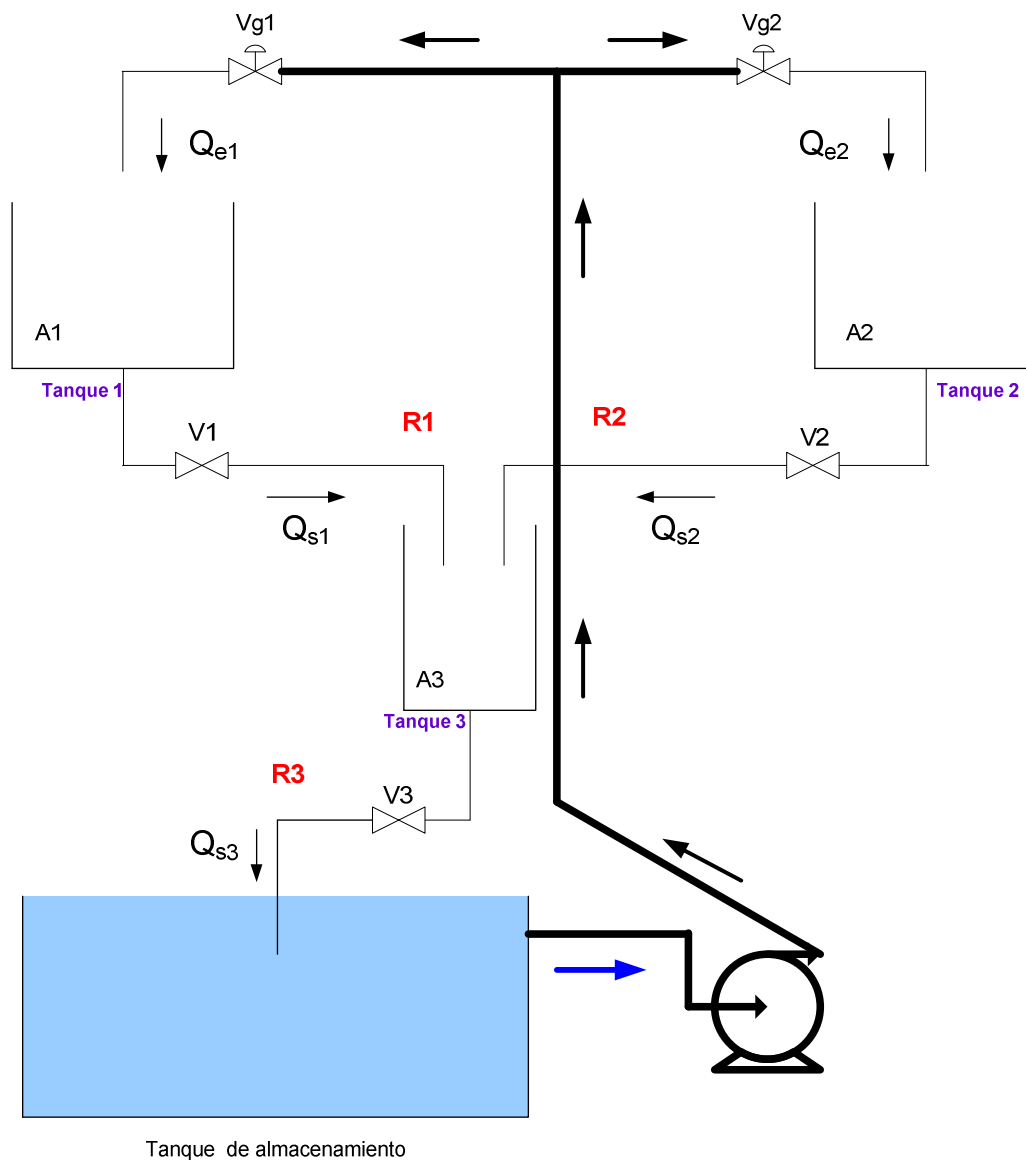 Vg1
Vg2
Qe1
Qe2
A1
A2
Tanque 1
Tanque 2
R1
R2
V1
V2
Qs1
Qs2
A3
Tanque 3
R3
V3
Qs3
Tanque de almacenamiento